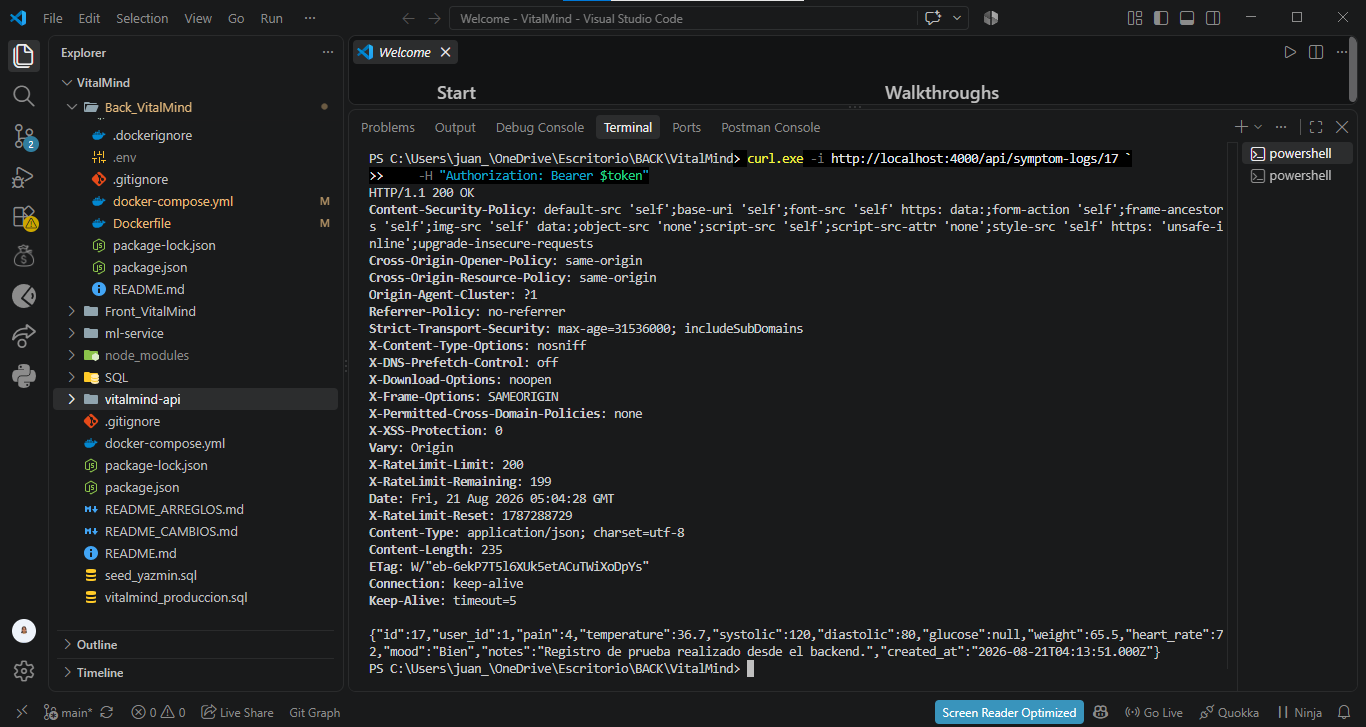 File Edit Selection View Go Run ··· Welcome - VitalMind - Visual Studio Code
Explorer
VitalMind
Back_VitalMind
.dockerignore
.env
.gitignore
docker-compose.yml M
Dockerfile M
package-lock.json
package.json
README.md
Front_VitalMind
ml-service
node_modules
SQL
vitalmind-api
.gitignore
docker-compose.yml
package-lock.json
package.json
README_ARREGLOS.md
README_CAMBIOS.md
README.md
seed_yazmin.sql
vitalmind_produccion.sql
Outline
Timeline
2
Welcome
Start Walkthroughs
Problems Output Debug Console Terminal Ports Postman Console
powershell
powershell
PS C:\Users\juan_\OneDrive\Escritorio\BACK\VitalMind> curl.exe -i http://localhost:4000/api/symptom-logs/17 `
>> -H "Authorization: Bearer $token"
HTTP/1.1 200 OK
Content-Security-Policy: default-src 'self';base-uri 'self';font-src 'self' https: data:;form-action 'self';frame-ancestor
s 'self';img-src 'self' data:;object-src 'none';script-src 'self';script-src-attr 'none';style-src 'self' https: 'unsafe-i
nline';upgrade-insecure-requests
Cross-Origin-Opener-Policy: same-origin
Cross-Origin-Resource-Policy: same-origin
Origin-Agent-Cluster: ?1
Referrer-Policy: no-referrer
Strict-Transport-Security: max-age=31536000; includeSubDomains
X-Content-Type-Options: nosniff
X-DNS-Prefetch-Control: off
X-Download-Options: noopen
X-Frame-Options: SAMEORIGIN
X-Permitted-Cross-Domain-Policies: none
X-XSS-Protection: 0
Vary: Origin
X-RateLimit-Limit: 200
X-RateLimit-Remaining: 199
Date: Fri, 21 Aug 2026 05:04:28 GMT
X-RateLimit-Reset: 1787288729
Content-Type: application/json; charset=utf-8
Content-Length: 235
ETag: W/"eb-6ekP7T5l6XUk5etACuTWiXoDpYs"
Connection: keep-alive
Keep-Alive: timeout=5
{"id":17,"user_id":1,"pain":4,"temperature":36.7,"systolic":120,"diastolic":80,"glucose":null,"weight":65.5,"heart_rate":7
2,"mood":"Bien","notes":"Registro de prueba realizado desde el backend.","created_at":"2026-08-21T04:13:51.000Z"}
PS C:\Users\juan_\OneDrive\Escritorio\BACK\VitalMind>
main* 0 0 Live Share Git Graph Screen Reader Optimized Go Live Quokka Ninja